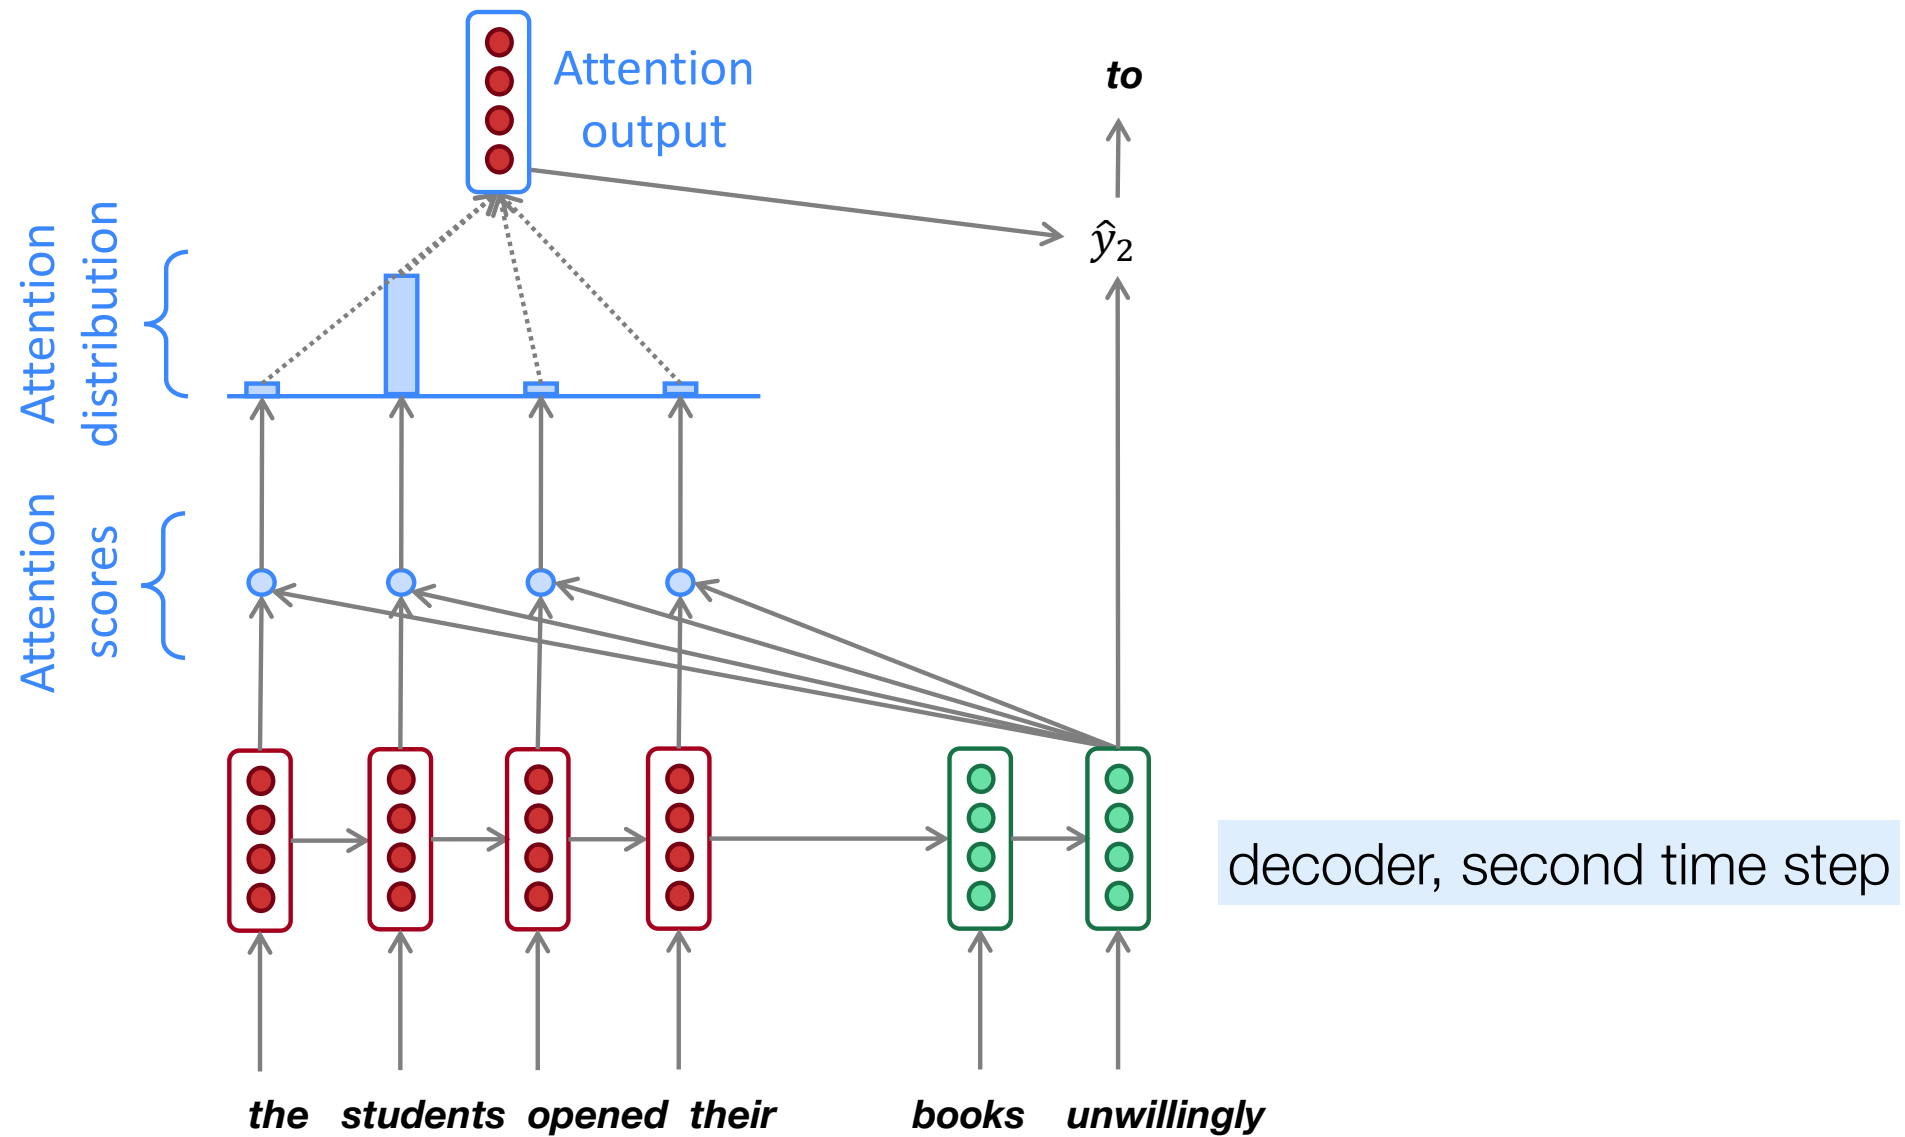 Attention
output
to
ŷ₂
Attention
distribution
Attention
scores
decoder, second time step
the students opened their books unwillingly